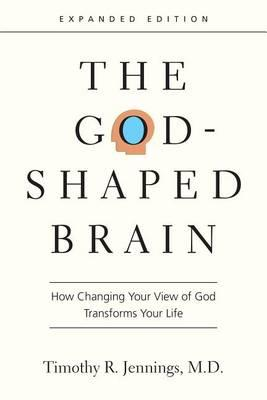 EXPANDED EDITION
THE
GOD-
SHAPED
BRAIN
How Changing Your View of God
Transforms Your Life
Timothy R. Jennings, M.D.